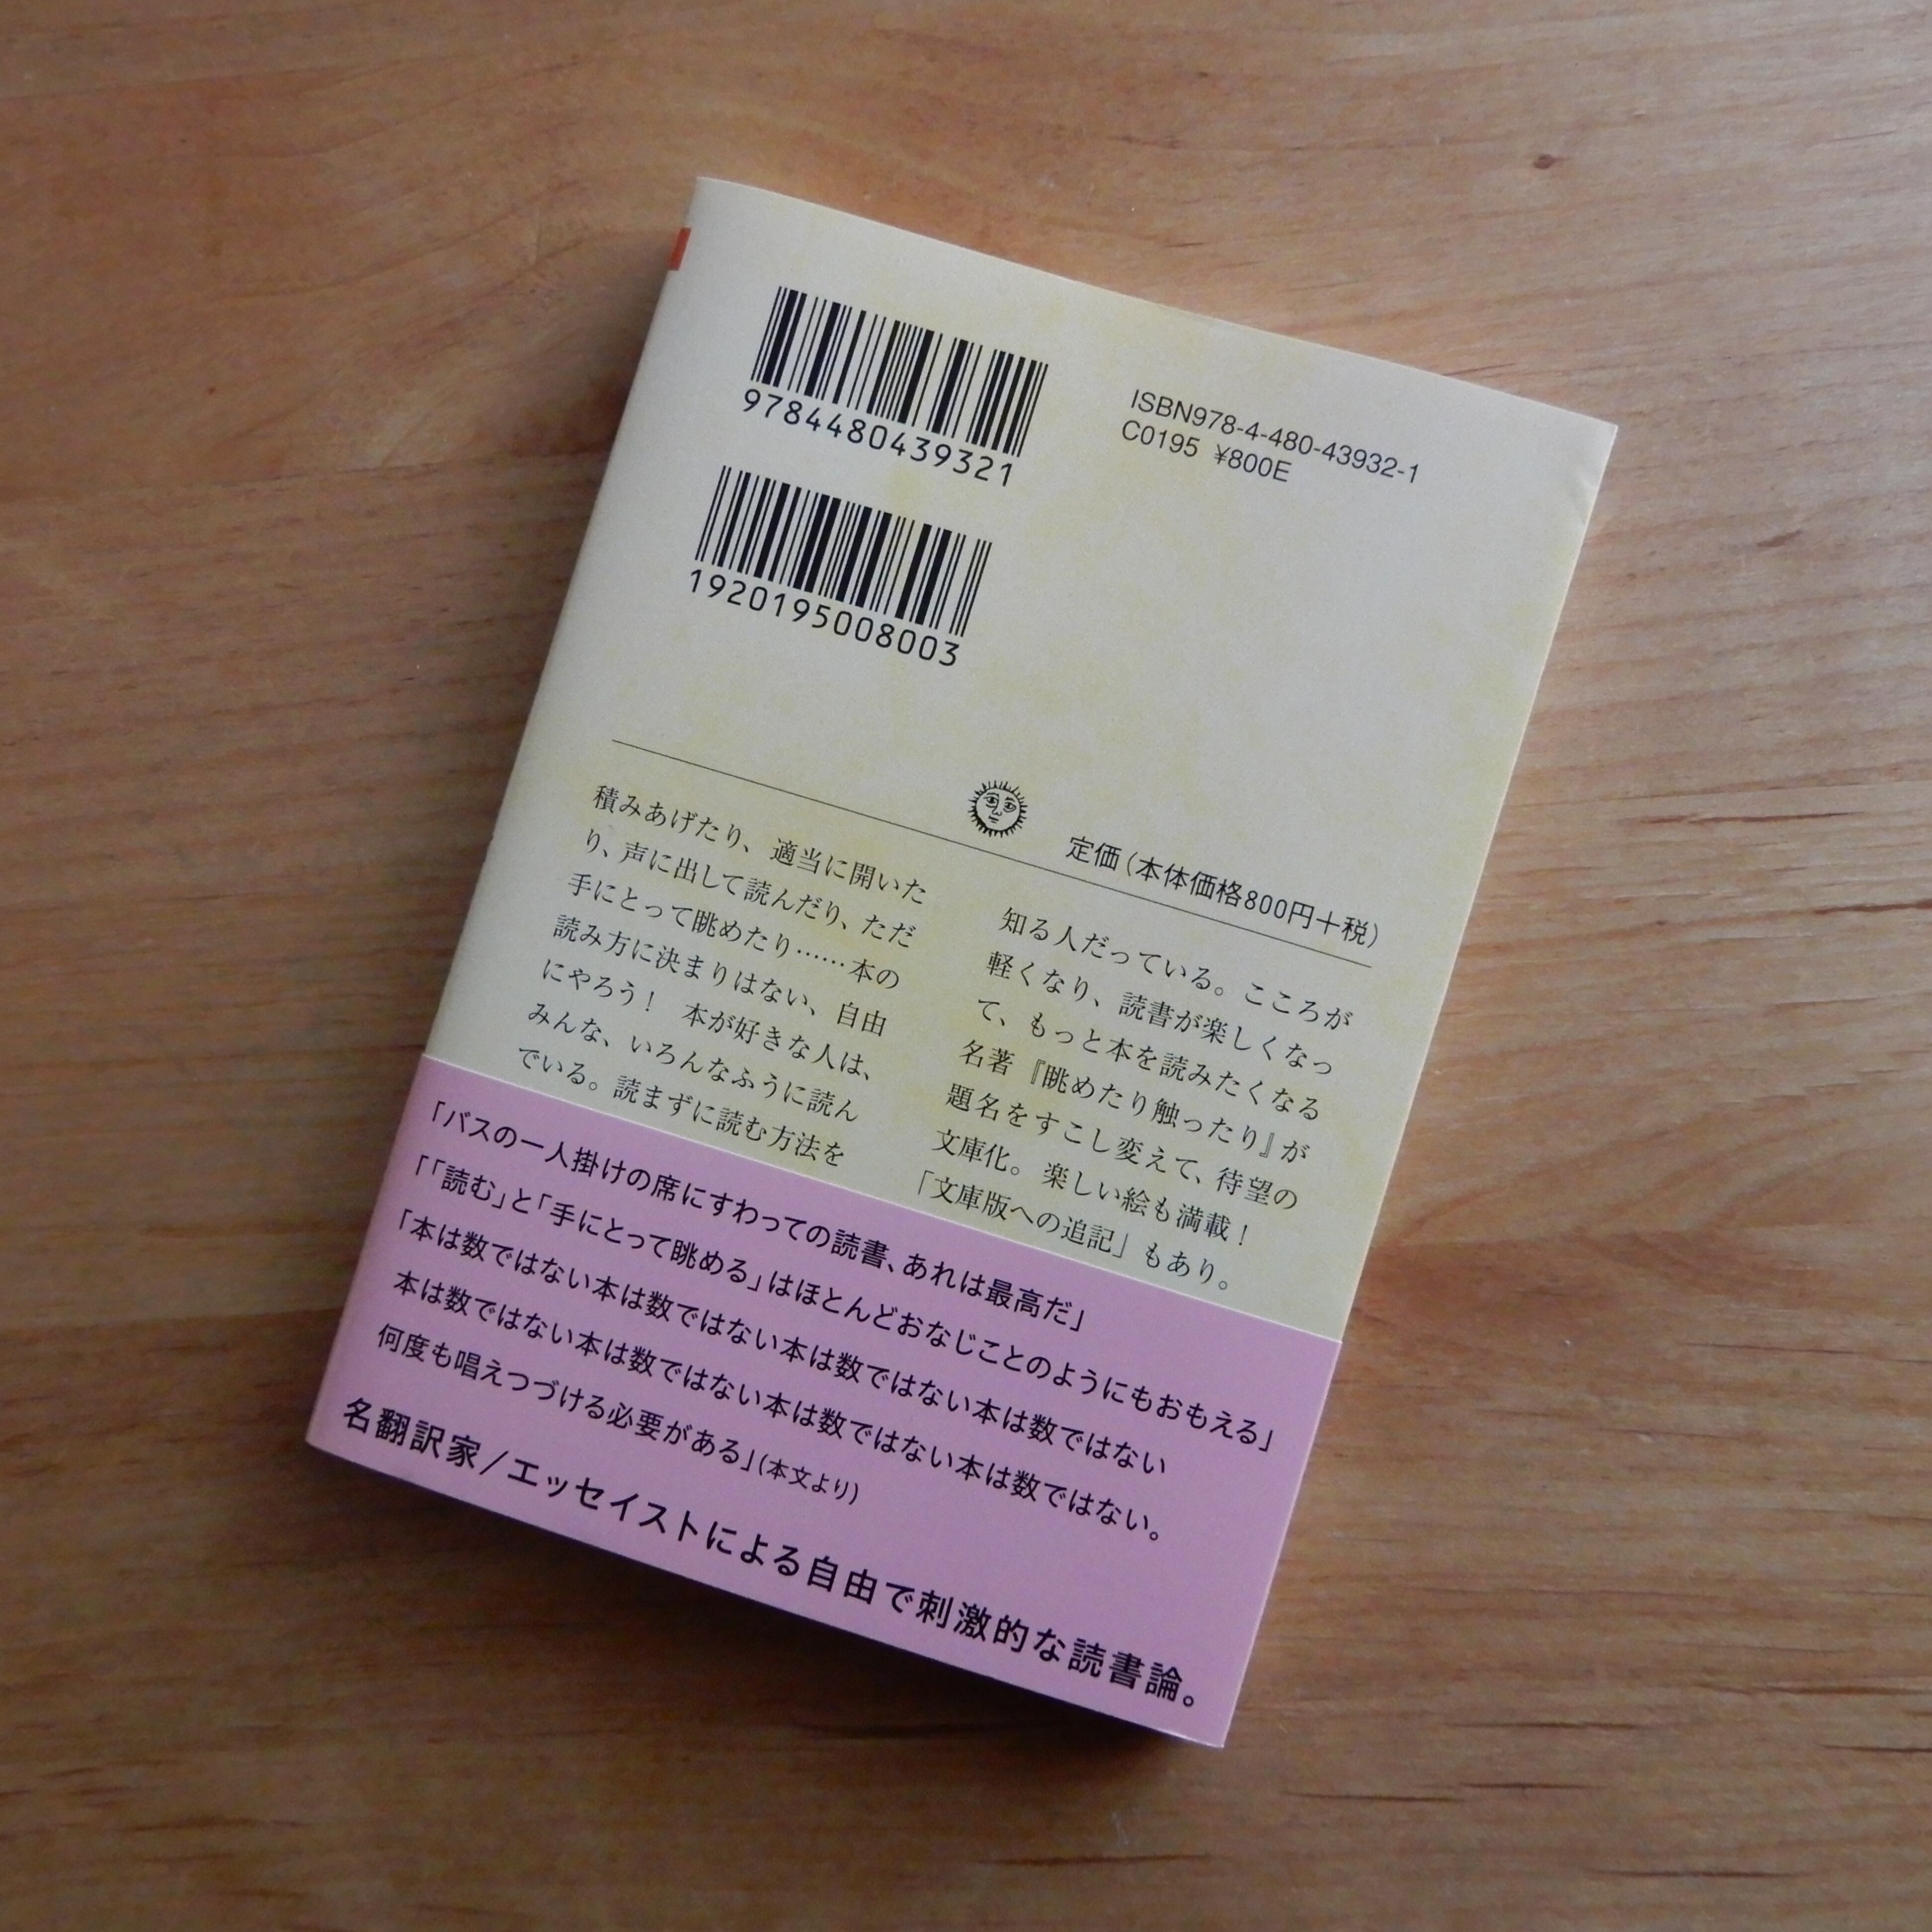 9784480439321
ISBN978-4-480-43932-1
C0195 ¥800E
1920195008003
定価(本体価格800円+税)
積みあげたり、適当に開いた
り、声に出して読んだり、ただ
手にとって眺めたり……本の
読み方に決まりはない、自由
にやろう！　本が好きな人は、
みんな、いろんなふうに読ん
でいる。読まずに読む方法を
知る人だっている。こころが
軽くなり、読書が楽しくなっ
て、もっと本を読みたくなる
名著『眺めたり触ったり』が
題名をすこし変えて、待望の
文庫化。楽しい絵も満載！
「文庫版への追記」もあり。
「バスの一人掛けの席にすわっての読書、あれは最高だ」
「「読む」と「手にとって眺める」はほとんどおなじことのようにもおもえる」
「本は数ではない本は数ではない本は数ではない本は数ではない
本は数ではない本は数ではない本は数ではない本は数ではない。
何度も唱えつづける必要がある」(本文より)
名翻訳家/エッセイストによる自由で刺激的な読書論。